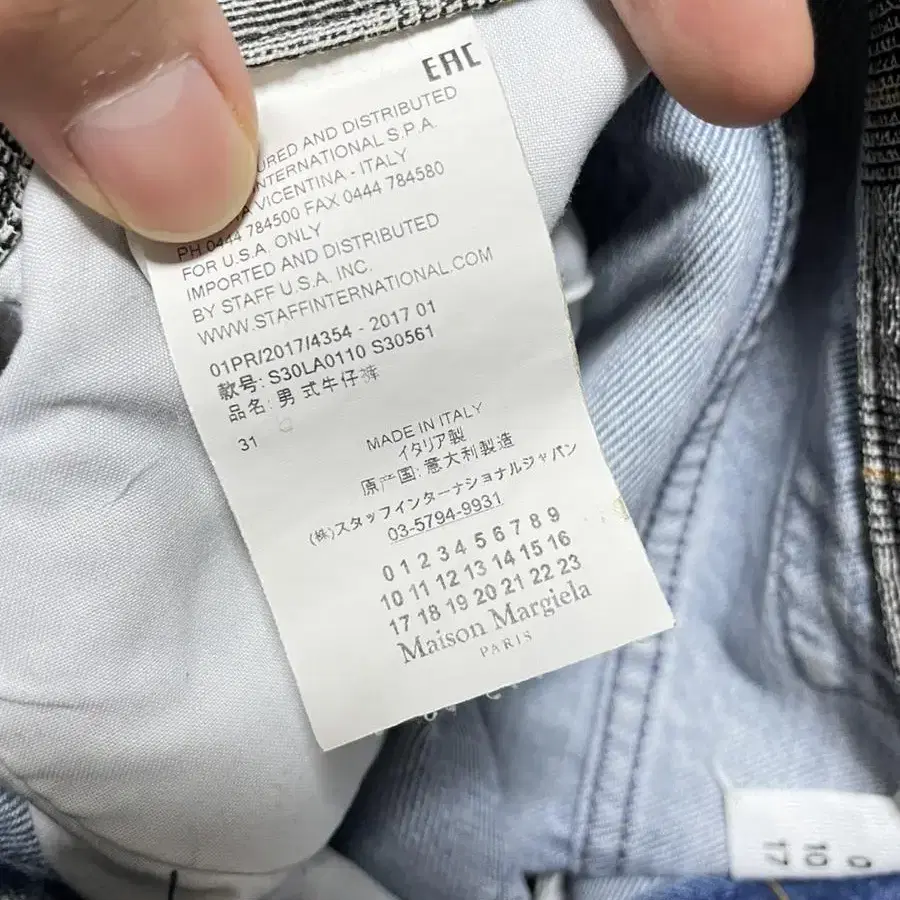 EAC
URED AND DISTRIBUTED
INTERNATIONAL S.P.A.
VICENTINA - ITALY
PH 0444 784500 FAX 0444 784580
FOR U.S.A. ONLY
IMPORTED AND DISTRIBUTED
BY STAFF U.S.A. INC.
WWW.STAFFINTERNATIONAL.COM
01PR/2017/4354 - 2017 01
款号: S30LA0110 S30561
品名: 男 式牛仔裤
31
MADE IN ITALY
イタリア製
原产国: 意大利製造
(株)スタッフインターナショナルジャパン
03-5794-9931
0 1 2 3 4 5 6 7 8 9
10 11 12 13 14 15 16
17 18 19 20 21 22 23
Maison Margiela
PARIS
0
10
17